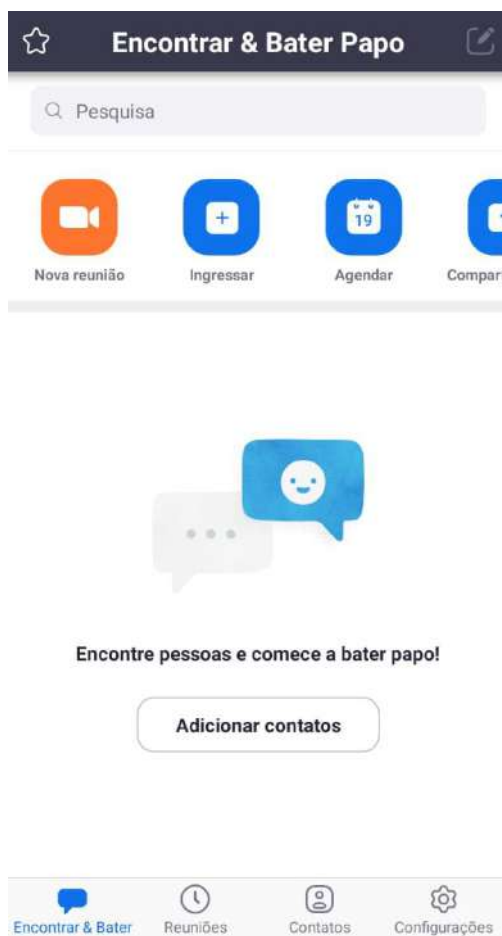 Encontrar & Bater Papo
Pesquisa
19
Nova reunião Ingressar Agendar Compar
Encontre pessoas e comece a bater papo!
Adicionar contatos
Encontrar & Bater Reuniões Contatos Configurações